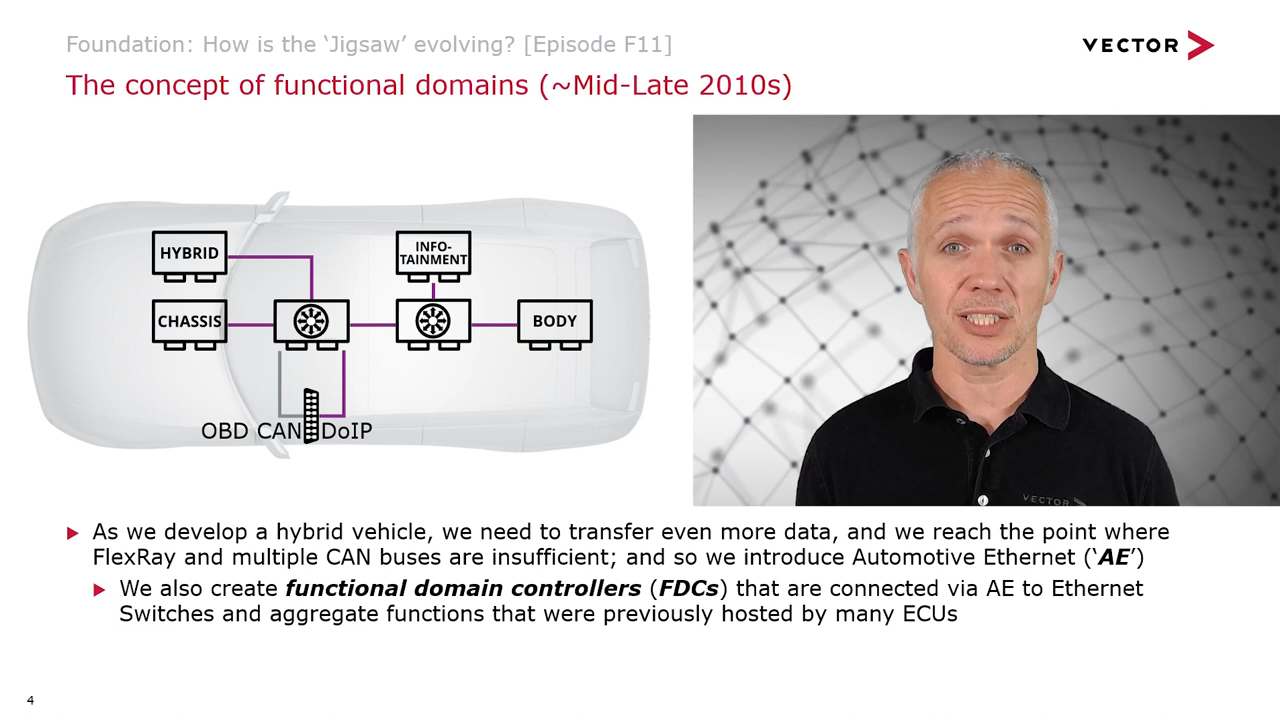 Foundation: How is the ‘Jigsaw’ evolving? [Episode F11]
VECTOR
The concept of functional domains (~Mid-Late 2010s)
HYBRID
INFO-
TAINMENT
CHASSIS
BODY
OBD CAN DoIP
VECTOR
As we develop a hybrid vehicle, we need to transfer even more data, and we reach the point where
FlexRay and multiple CAN buses are insufficient; and so we introduce Automotive Ethernet (‘AE’)
We also create functional domain controllers (FDCs) that are connected via AE to Ethernet
Switches and aggregate functions that were previously hosted by many ECUs
4